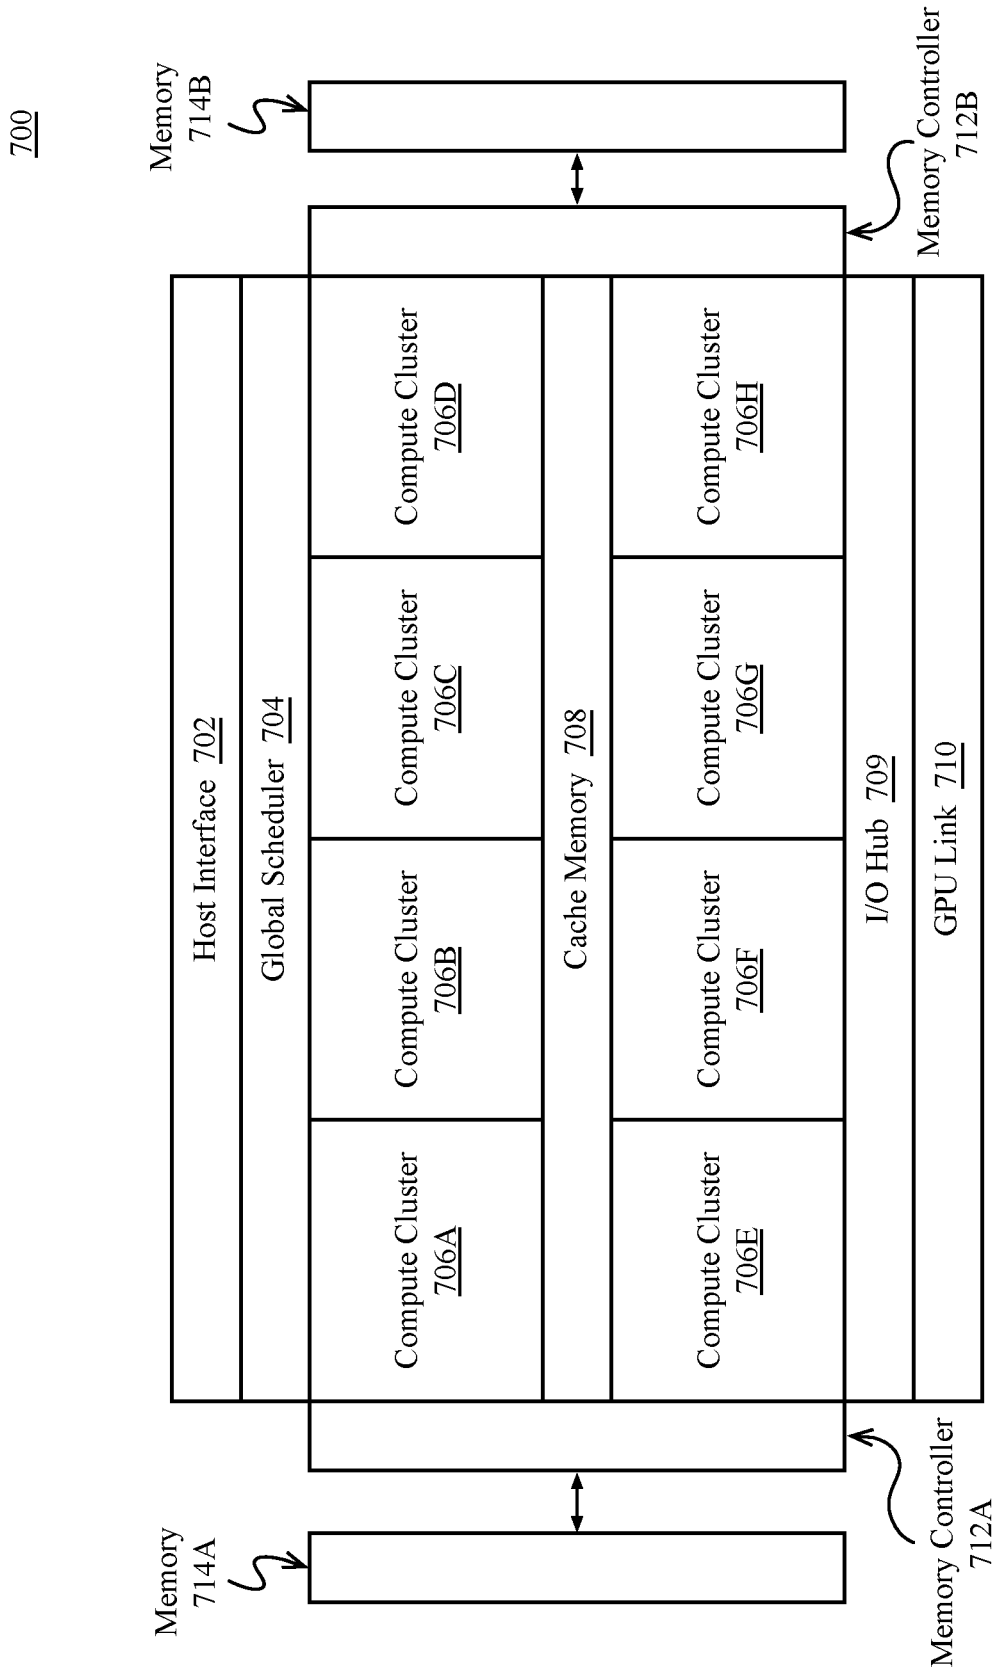 700
Memory
714A
Memory
714B
Host Interface 702
Global Scheduler 704
Compute Cluster
706A
Compute Cluster
706B
Compute Cluster
706C
Compute Cluster
706D
Cache Memory 708
Compute Cluster
706E
Compute Cluster
706F
Compute Cluster
706G
Compute Cluster
706H
I/O Hub 709
GPU Link 710
Memory Controller
712A
Memory Controller
712B